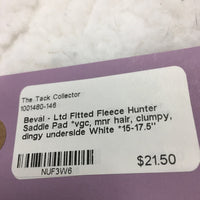 The Tack Collector
1001480-146
Beval - Ltd Fitted Fleece Hunter
Saddle Pad *vgc, mnr hair, clumpy,
dingy underside White *15-17.5"
$21.50
NUF3W6